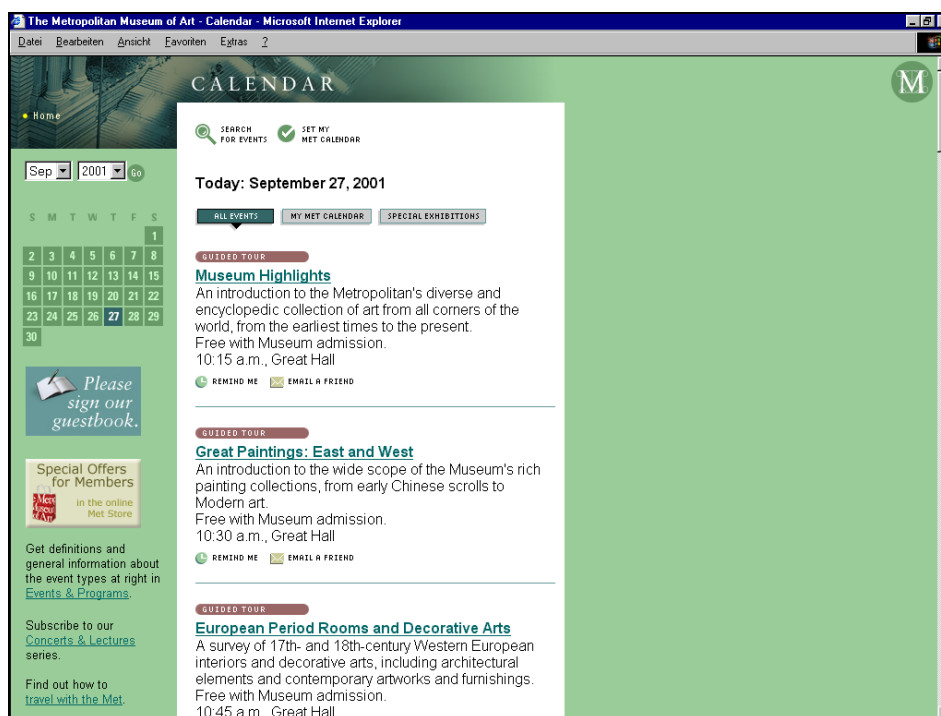 The Metropolitan Museum of Art - Calendar - Microsoft Internet Explorer
Datei Bearbeiten Ansicht Favoriten Extras ?
CALENDAR
M
Home
SEARCH FOR EVENTS
SET MY MET CALENDAR
Sep 2001 Go
Today: September 27, 2001
ALL EVENTS MY MET CALENDAR SPECIAL EXHIBITIONS
S M T W T F S
1
2 3 4 5 6 7 8
9 10 11 12 13 14 15
16 17 18 19 20 21 22
23 24 25 26 27 28 29
30
Please
sign our
guestbook.
Special Offers
for Members
in the online
Met Store
Get definitions and
general information about
the event types at right in
Events & Programs.
Subscribe to our
Concerts & Lectures
series.
Find out how to
travel with the Met.
GUIDED TOUR
Museum Highlights
An introduction to the Metropolitan's diverse and
encyclopedic collection of art from all corners of the
world, from the earliest times to the present.
Free with Museum admission.
10:15 a.m., Great Hall
REMIND ME EMAIL A FRIEND
GUIDED TOUR
Great Paintings: East and West
An introduction to the wide scope of the Museum's rich
painting collections, from early Chinese scrolls to
Modern art.
Free with Museum admission.
10:30 a.m., Great Hall
REMIND ME EMAIL A FRIEND
GUIDED TOUR
European Period Rooms and Decorative Arts
A survey of 17th- and 18th-century Western European
interiors and decorative arts, including architectural
elements and contemporary artworks and furnishings.
Free with Museum admission.
10:45 a.m., Great Hall